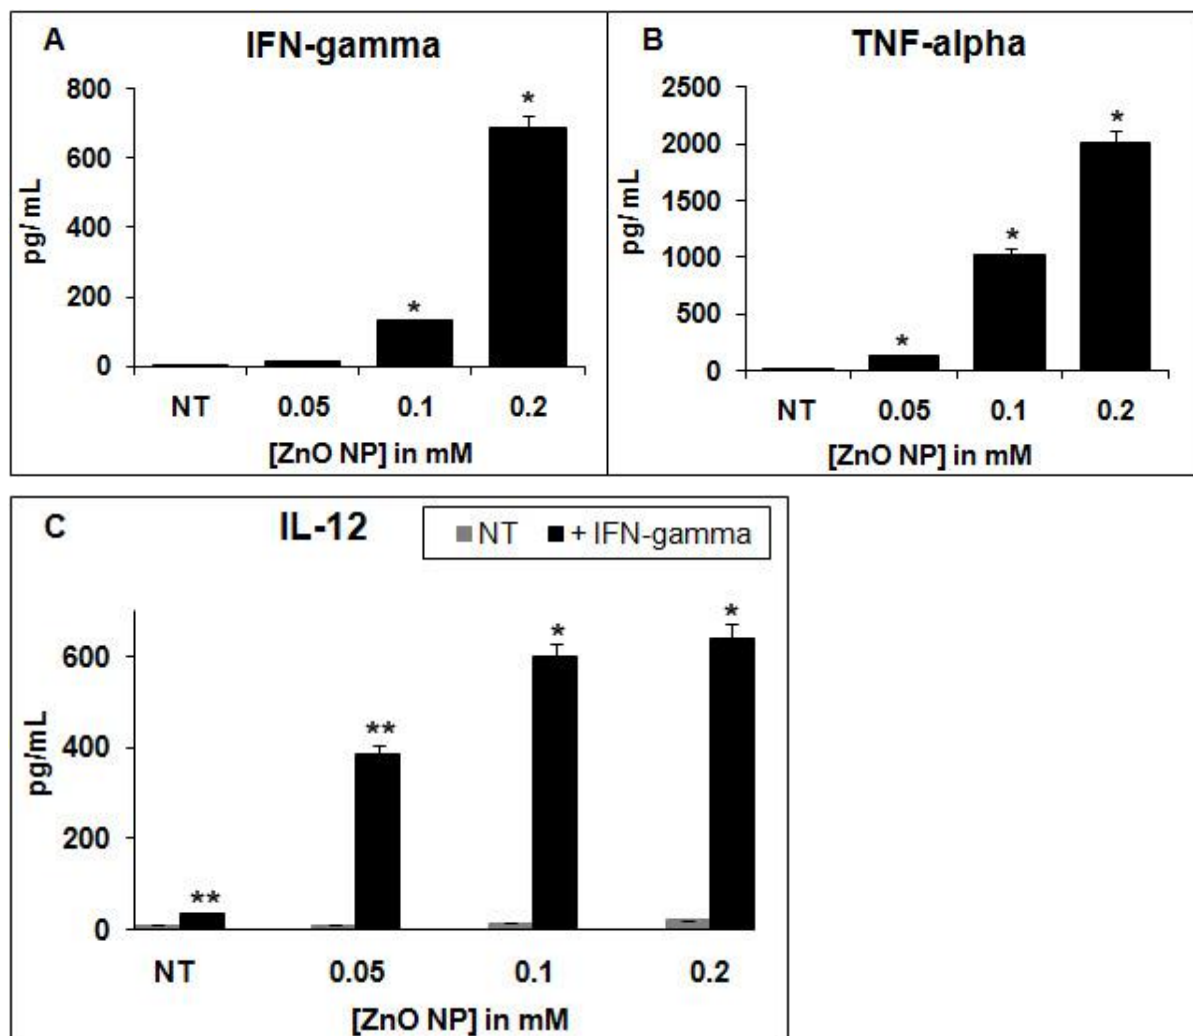 A
IFN-gamma
800
600
400
200
0
pg/mL
*
*
NT 0.05 0.1 0.2
[ZnO NP] in mM
B
TNF-alpha
2500
2000
1500
1000
500
0
pg/mL
*
*
*
NT 0.05 0.1 0.2
[ZnO NP] in mM
C
IL-12
NT + IFN-gamma
600
400
200
0
pg/mL
**
**
*
*
NT 0.05 0.1 0.2
[ZnO NP] in mM